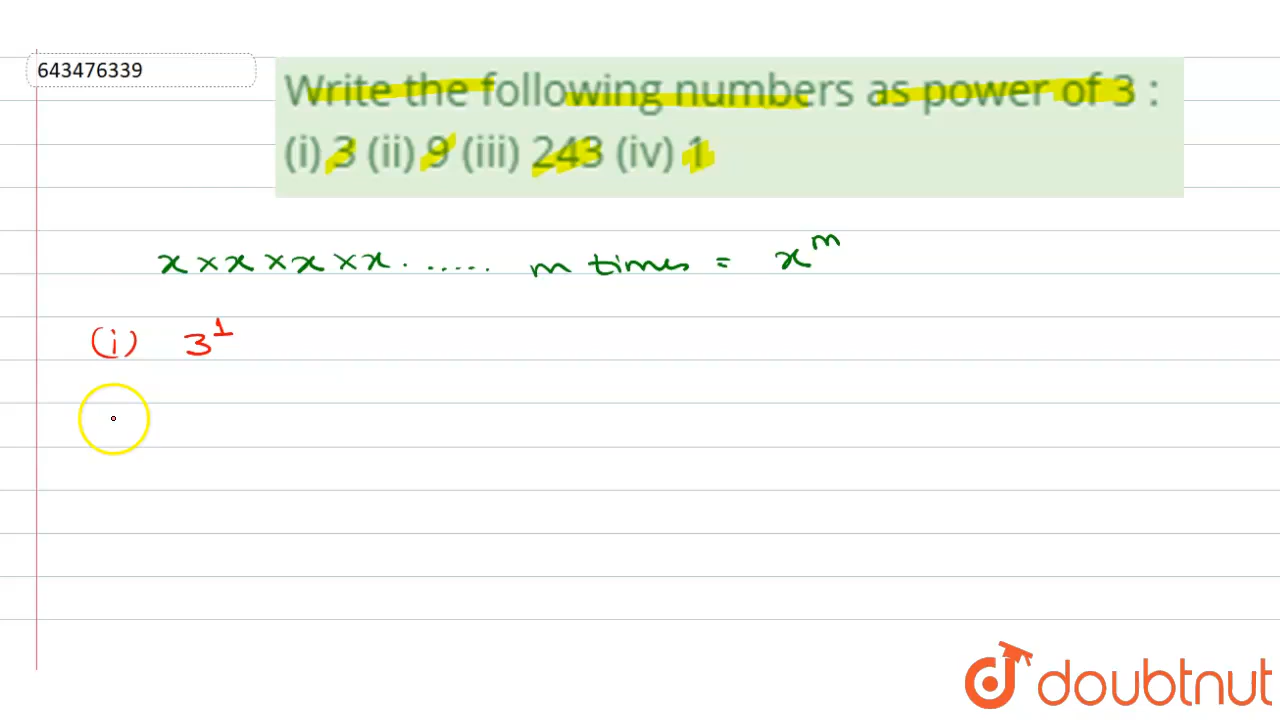 643476339
Write the following numbers as power of 3 :
(i) 3 (ii) 9 (iii) 243 (iv) 1
x × x × x × x . ..... m times = x^m
(i) 3^1
doubtnut